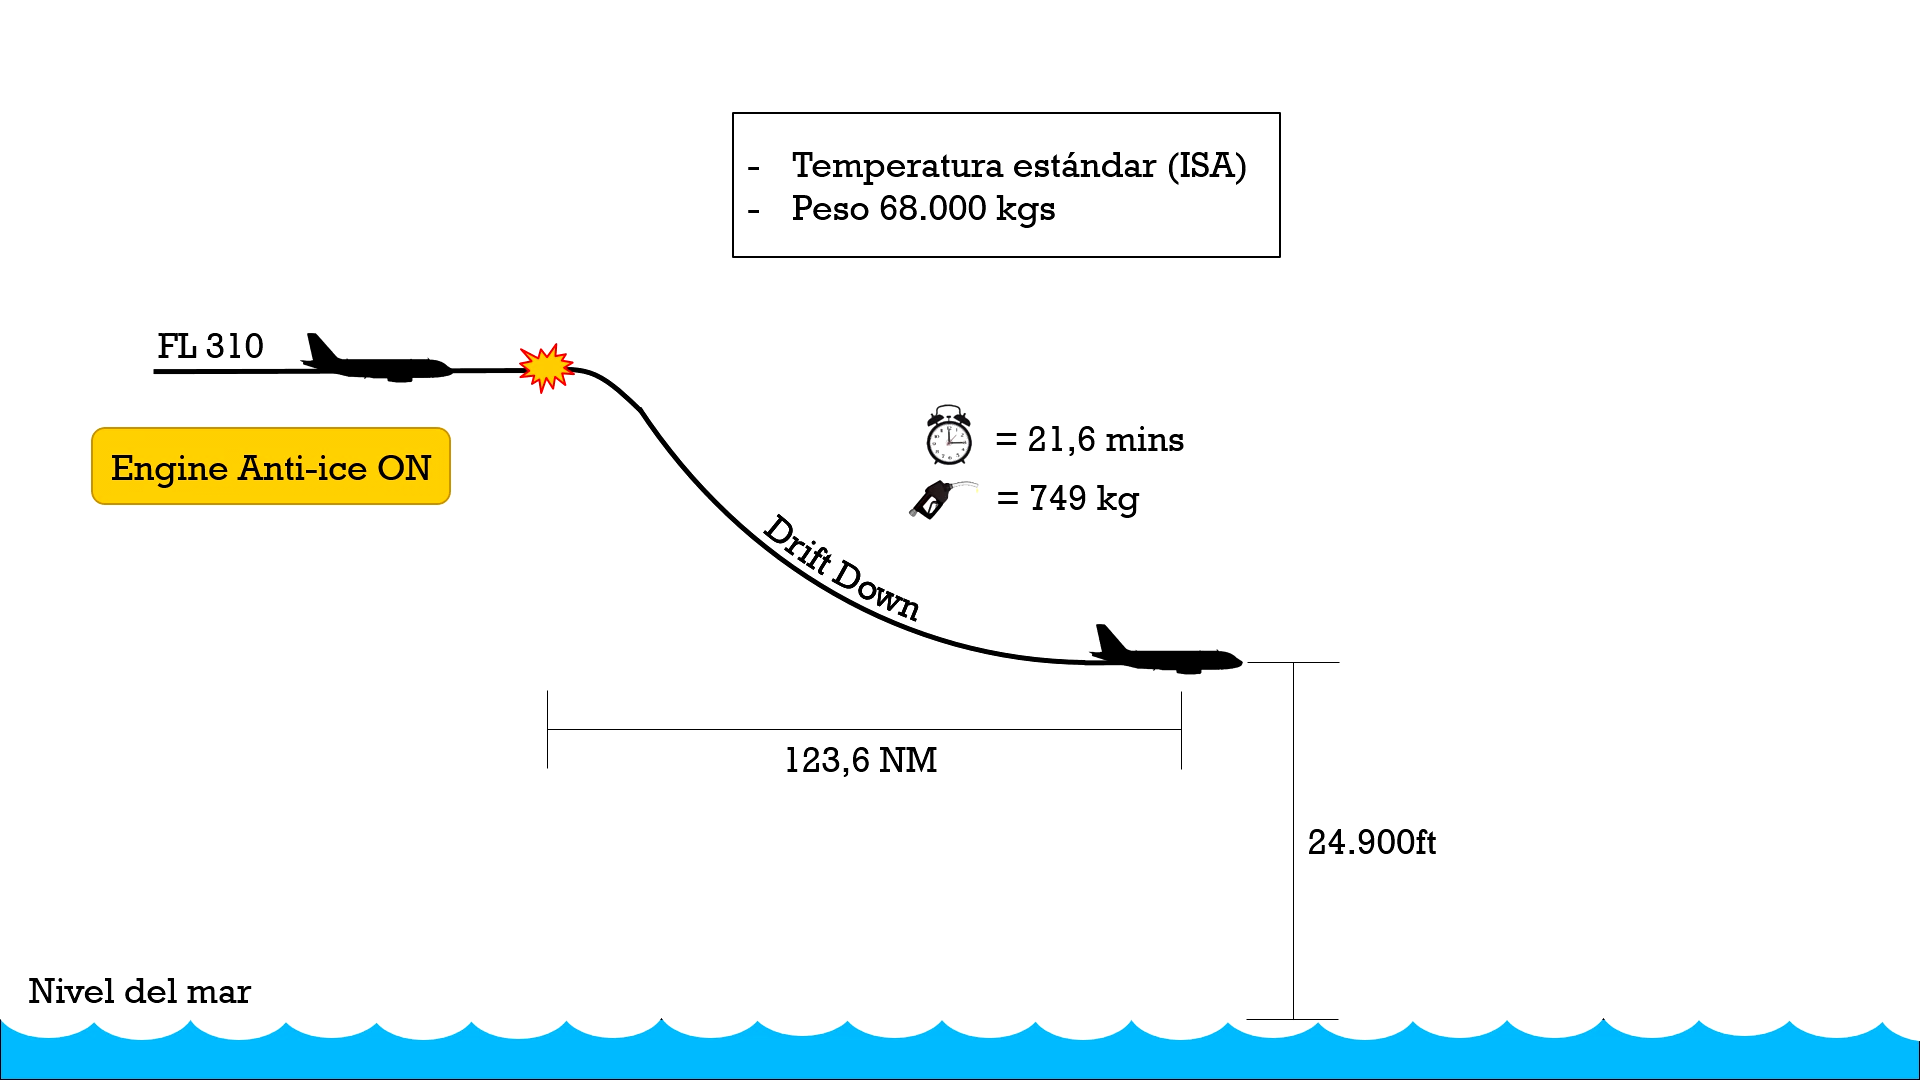 - Temperatura estándar (ISA)
- Peso 68.000 kgs
FL 310
Engine Anti-ice ON
= 21,6 mins
= 749 kg
Drift Down
123,6 NM
24.900ft
Nivel del mar